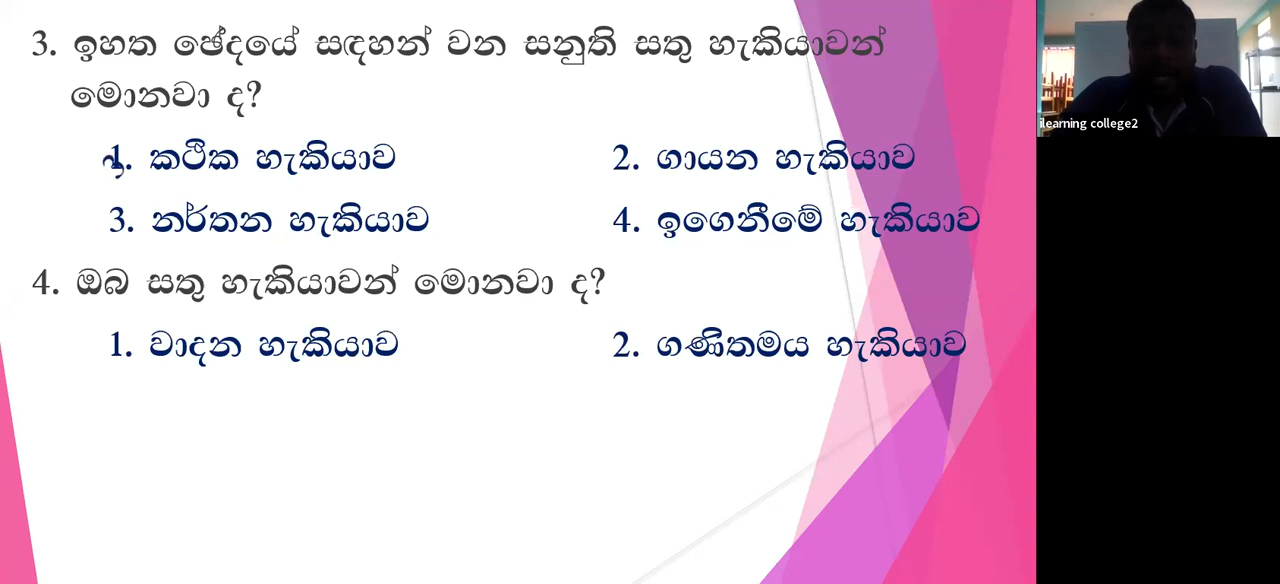 3. ඉහත ඡේදයේ සඳහන් වන සනුති සතු හැකියාවන්
මොනවා ද?
1. කථික හැකියාව
2. ගායන හැකියාව
3. නර්තන හැකියාව
4. ඉගෙනීමේ හැකියාව
4. ඔබ සතු හැකියාවන් මොනවා ද?
1. වාදන හැකියාව
2. ගණිතමය හැකියාව
ilearning college2